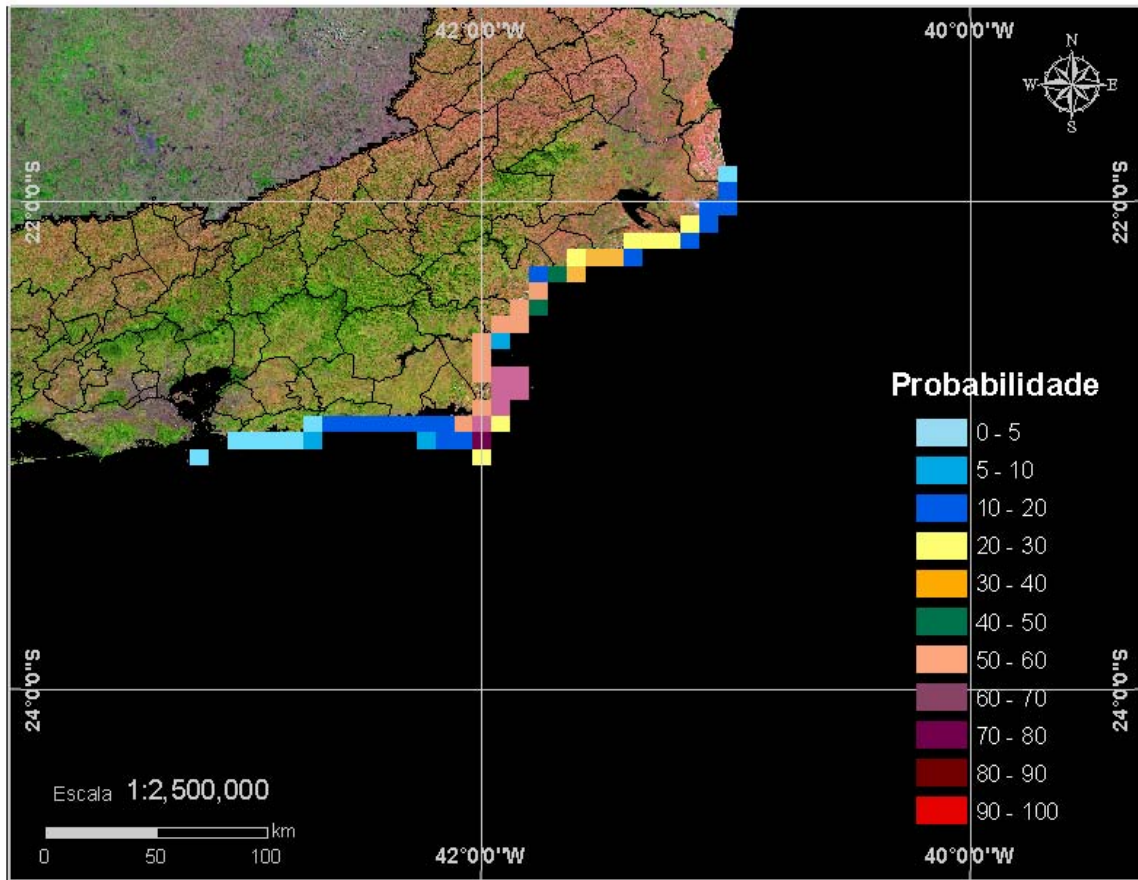 42°0'0"W
40°0'0"W
N
W
E
S
22°0'0"S
22°0'0"S
Probabilidade
0 - 5
5 - 10
10 - 20
20 - 30
30 - 40
40 - 50
50 - 60
60 - 70
70 - 80
80 - 90
90 - 100
24°0'0"S
24°0'0"S
Escala 1:2,500,000
km
0 50 100
42°0'0"W
40°0'0"W